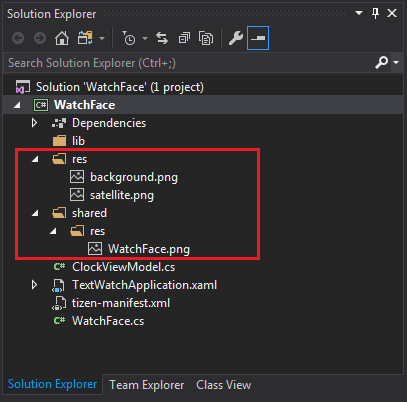 Solution Explorer
Search Solution Explorer (Ctrl+;)
Solution 'WatchFace' (1 project)
C# WatchFace
Dependencies
lib
res
background.png
satellite.png
shared
res
WatchFace.png
C# ClockViewModel.cs
TextWatchApplication.xaml
tizen-manifest.xml
C# WatchFace.cs
Solution Explorer Team Explorer Class View